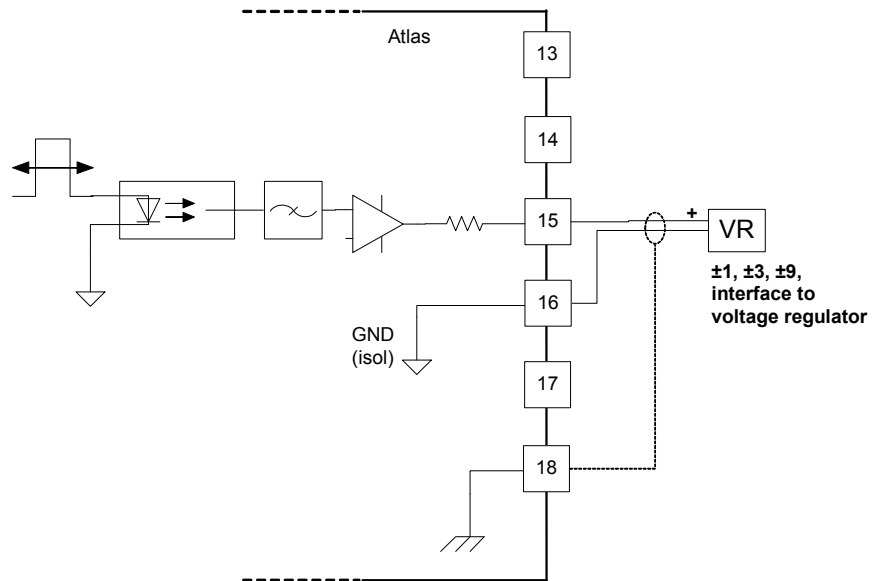 Atlas
13
14
15
+
VR
±1, ±3, ±9,
interface to
voltage regulator
16
GND
(isol)
17
18